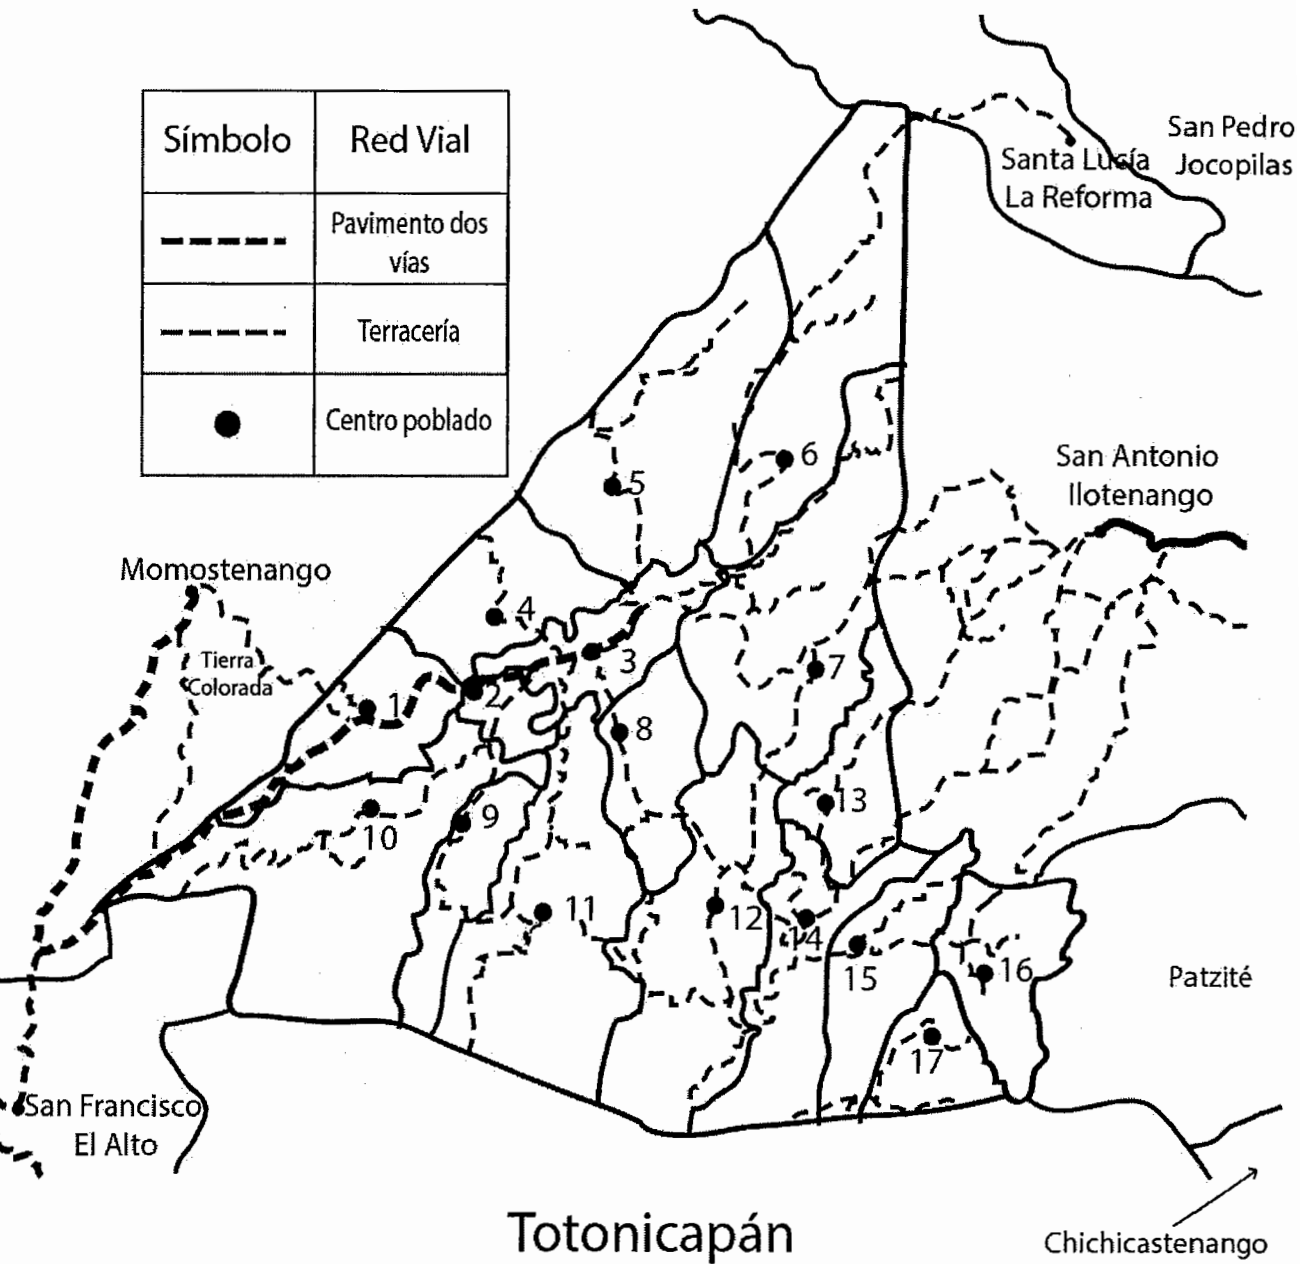 San Pedro
Jocopilas
Santa Lucía
La Reforma
Símbolo
Red Vial
Pavimento dos
vías
Terracería
Centro poblado
6
5
San Antonio
Ilotenango
Momostenango
4
Tierra
Colorada
3
7
1
2
8
13
9
10
11
12
14
15
16
Patzité
17
San Francisco
El Alto
Totonicapán
Chichicastenango